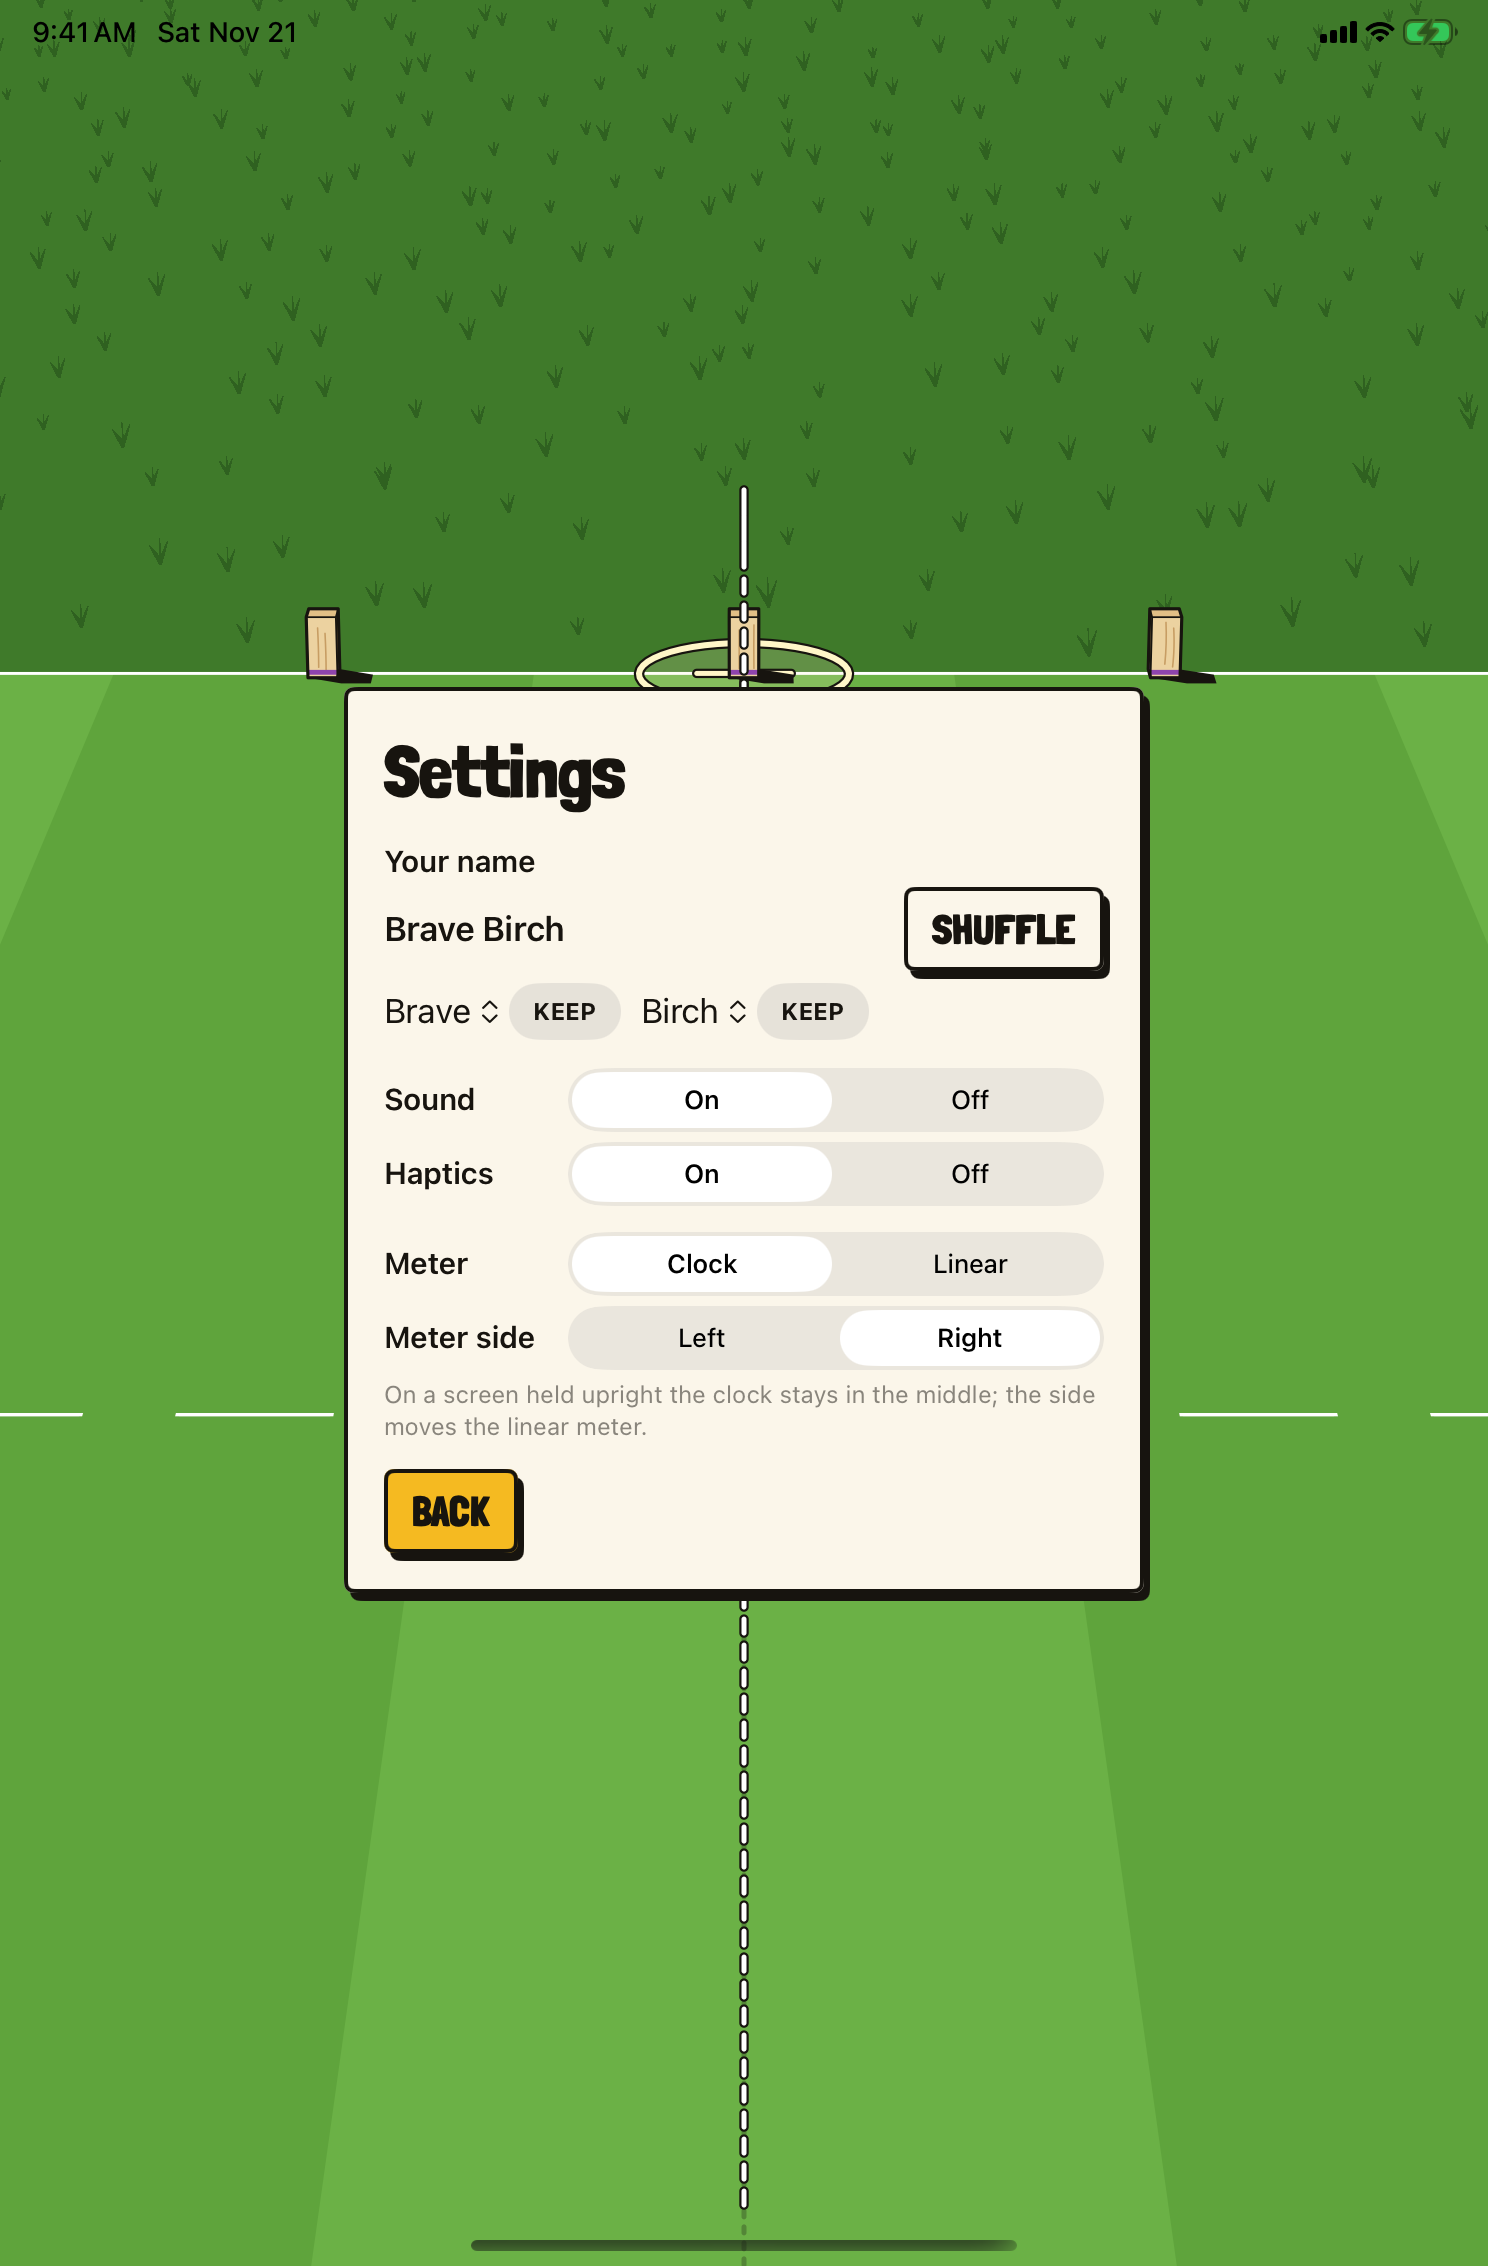 9:41 AM Sat Nov 21
Settings
Your name
Brave Birch
SHUFFLE
Brave KEEP Birch KEEP
Sound On Off
Haptics On Off
Meter Clock Linear
Meter side Left Right
On a screen held upright the clock stays in the middle; the side
moves the linear meter.
BACK